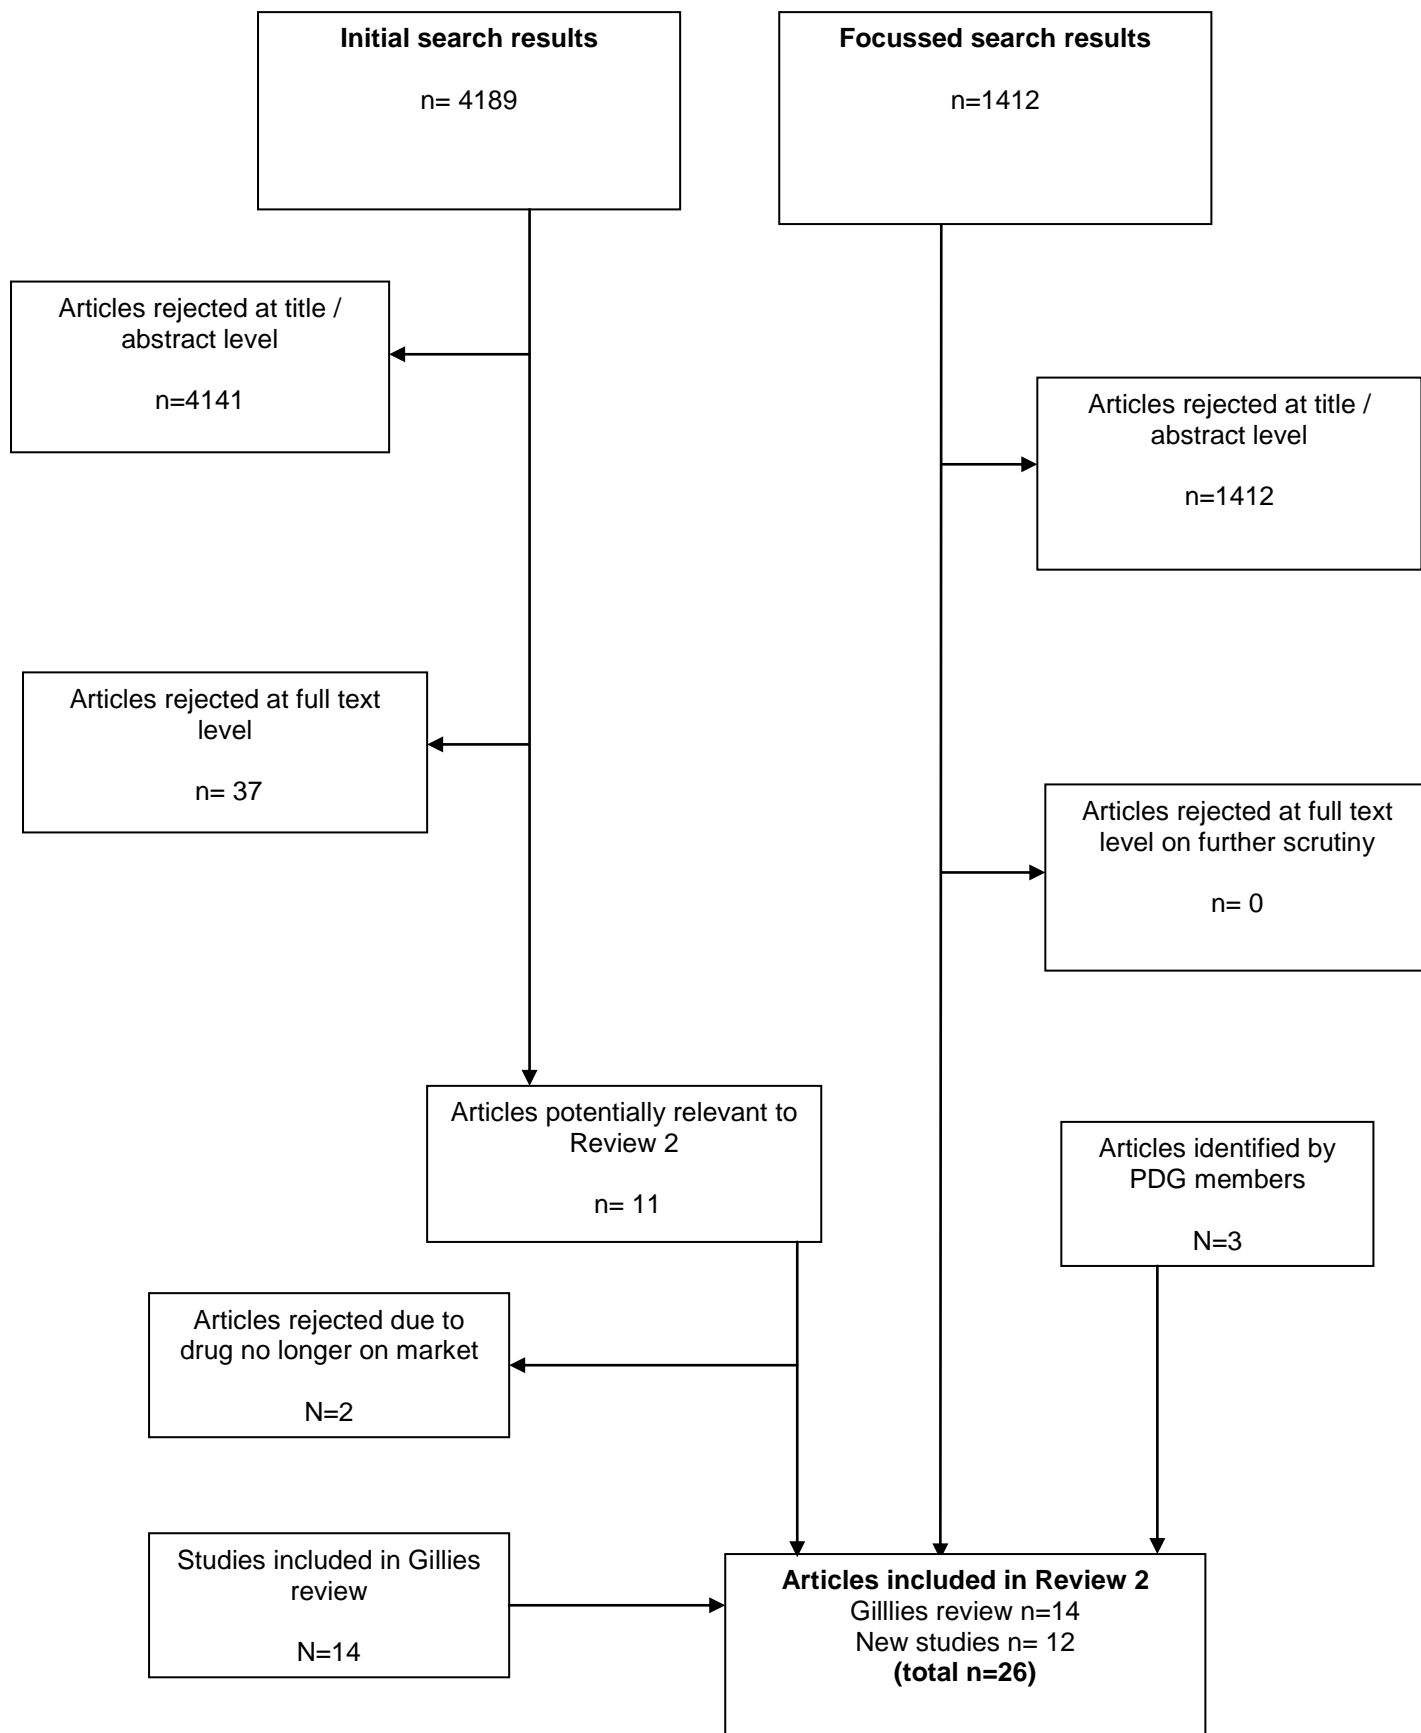 Initial search results
n= 4189
Focussed search results
n=1412
Articles rejected at title /
abstract level
n=4141
Articles rejected at title /
abstract level
n=1412
Articles rejected at full text
level
n= 37
Articles rejected at full text
level on further scrutiny
n= 0
Articles potentially relevant to
Review 2
n= 11
Articles identified by
PDG members
N=3
Articles rejected due to
drug no longer on market
N=2
Studies included in Gillies
review
N=14
Articles included in Review 2
Gilllies review n=14
New studies n= 12
(total n=26)